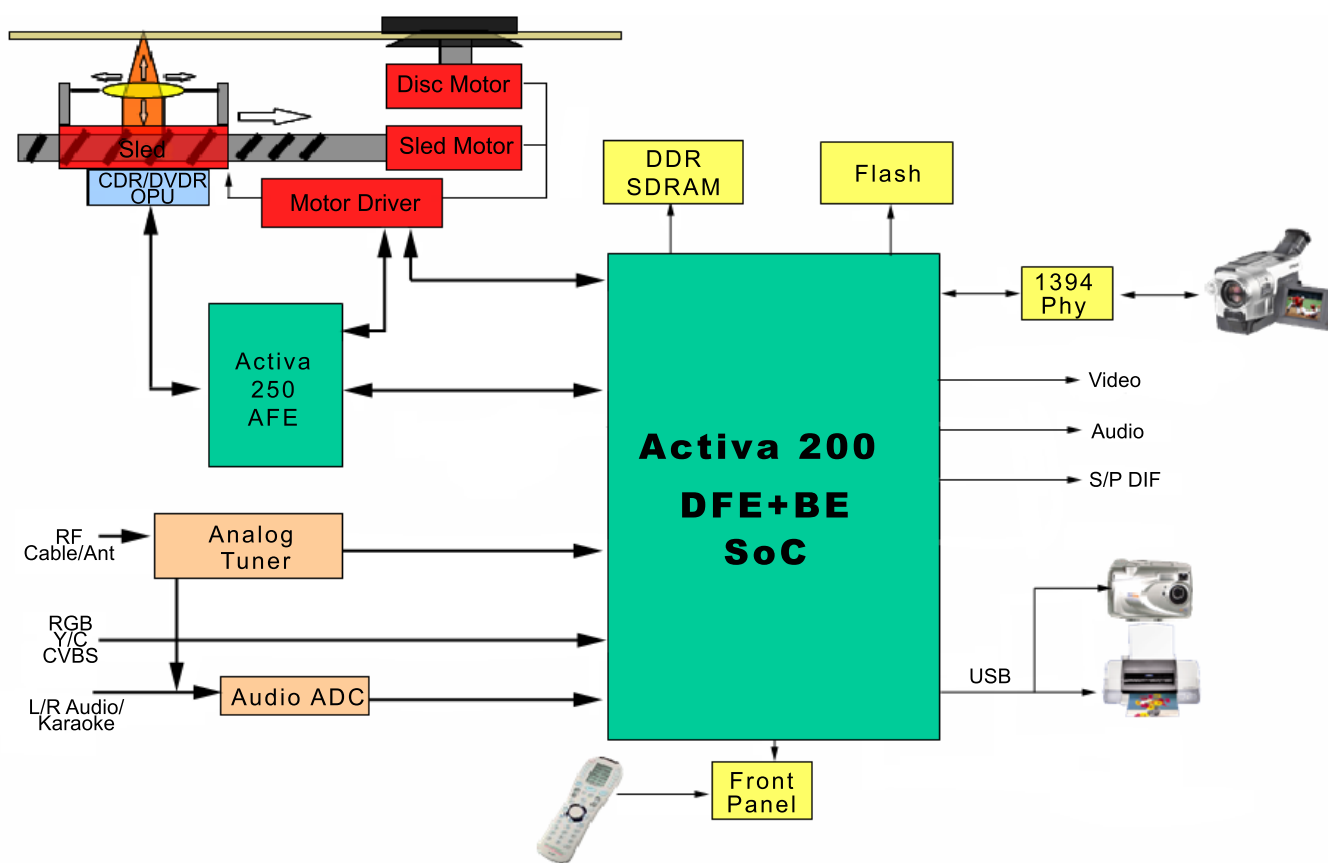 Disc Motor
Sled Motor
Sled
CDR/DVDR
OPU
Motor Driver
DDR
SDRAM
Flash
1394
Phy
Activa
250
AFE
Video
Audio
S/P DIF
Activa 200
DFE+BE
SoC
RF
Cable/Ant
Analog
Tuner
RGB
Y/C
CVBS
L/R Audio/
Karaoke
Audio ADC
USB
Front
Panel